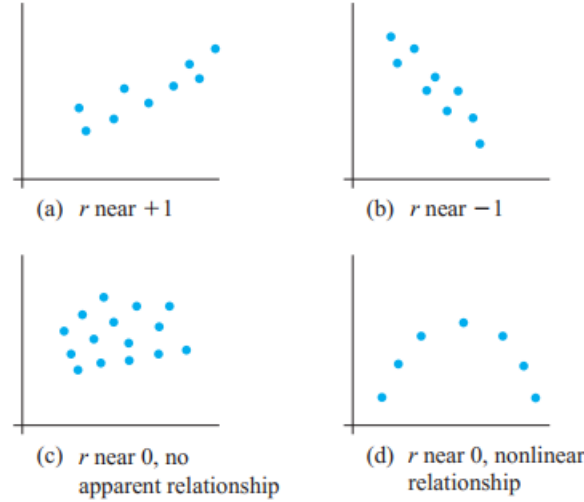 (a) r near +1
(b) r near −1
(c) r near 0, no
apparent relationship
(d) r near 0, nonlinear
relationship